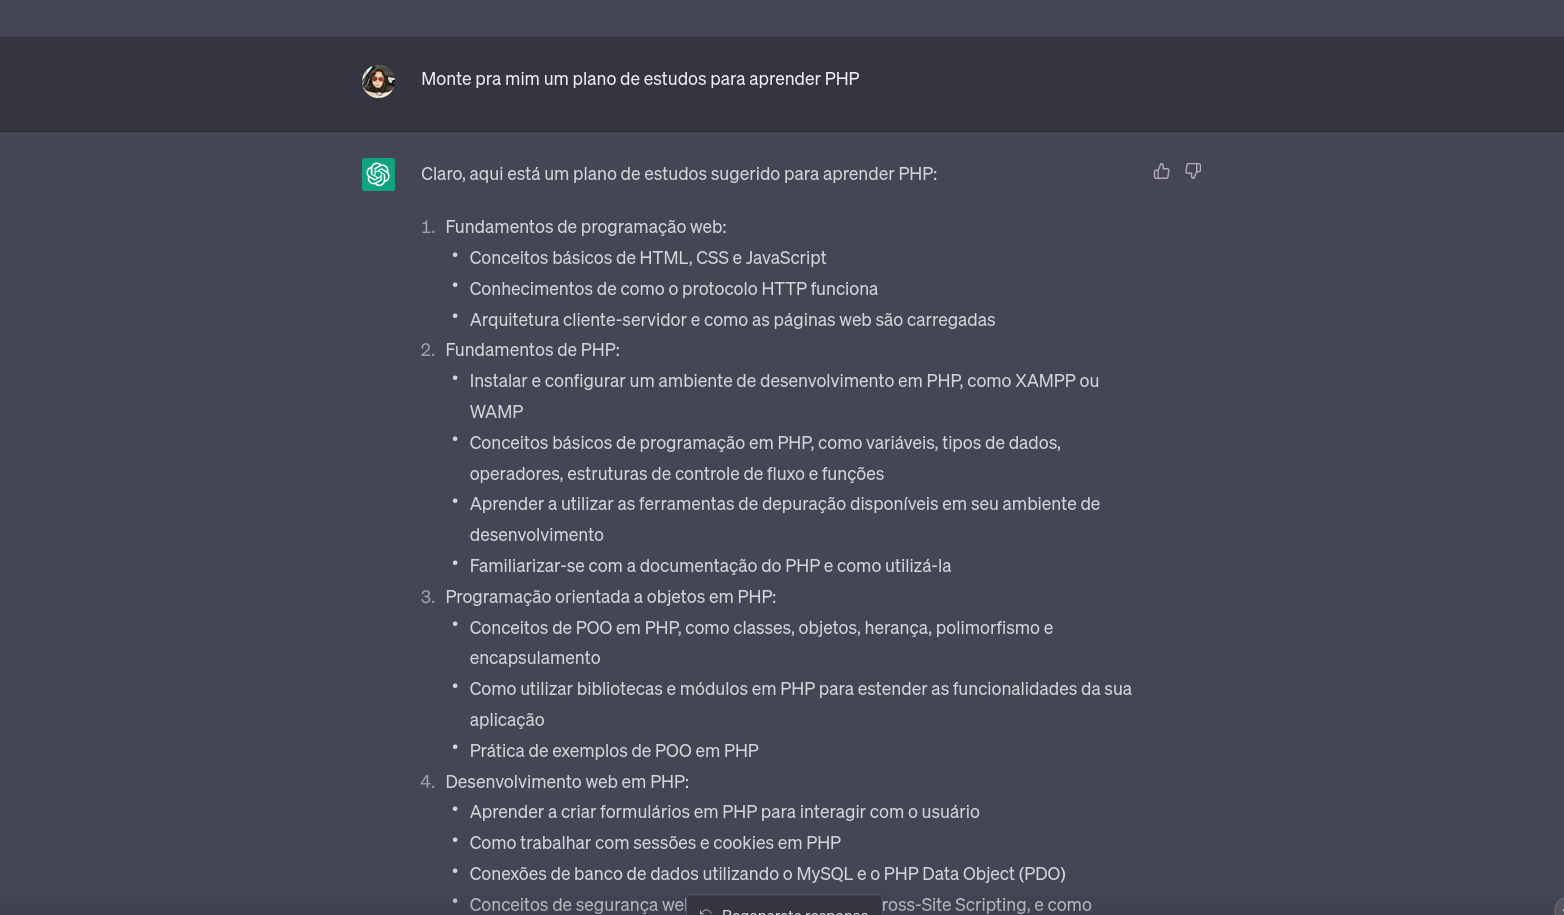 Monte pra mim um plano de estudos para aprender PHP
Claro, aqui está um plano de estudos sugerido para aprender PHP:
1. Fundamentos de programação web:
• Conceitos básicos de HTML, CSS e JavaScript
• Conhecimentos de como o protocolo HTTP funciona
• Arquitetura cliente-servidor e como as páginas web são carregadas
2. Fundamentos de PHP:
• Instalar e configurar um ambiente de desenvolvimento em PHP, como XAMPP ou
WAMP
• Conceitos básicos de programação em PHP, como variáveis, tipos de dados,
operadores, estruturas de controle de fluxo e funções
• Aprender a utilizar as ferramentas de depuração disponíveis em seu ambiente de
desenvolvimento
• Familiarizar-se com a documentação do PHP e como utilizá-la
3. Programação orientada a objetos em PHP:
• Conceitos de POO em PHP, como classes, objetos, herança, polimorfismo e
encapsulamento
• Como utilizar bibliotecas e módulos em PHP para estender as funcionalidades da sua
aplicação
• Prática de exemplos de POO em PHP
4. Desenvolvimento web em PHP:
• Aprender a criar formulários em PHP para interagir com o usuário
• Como trabalhar com sessões e cookies em PHP
• Conexões de banco de dados utilizando o MySQL e o PHP Data Object (PDO)
• Conceitos de segurança Scripting, e como
Regenerate response